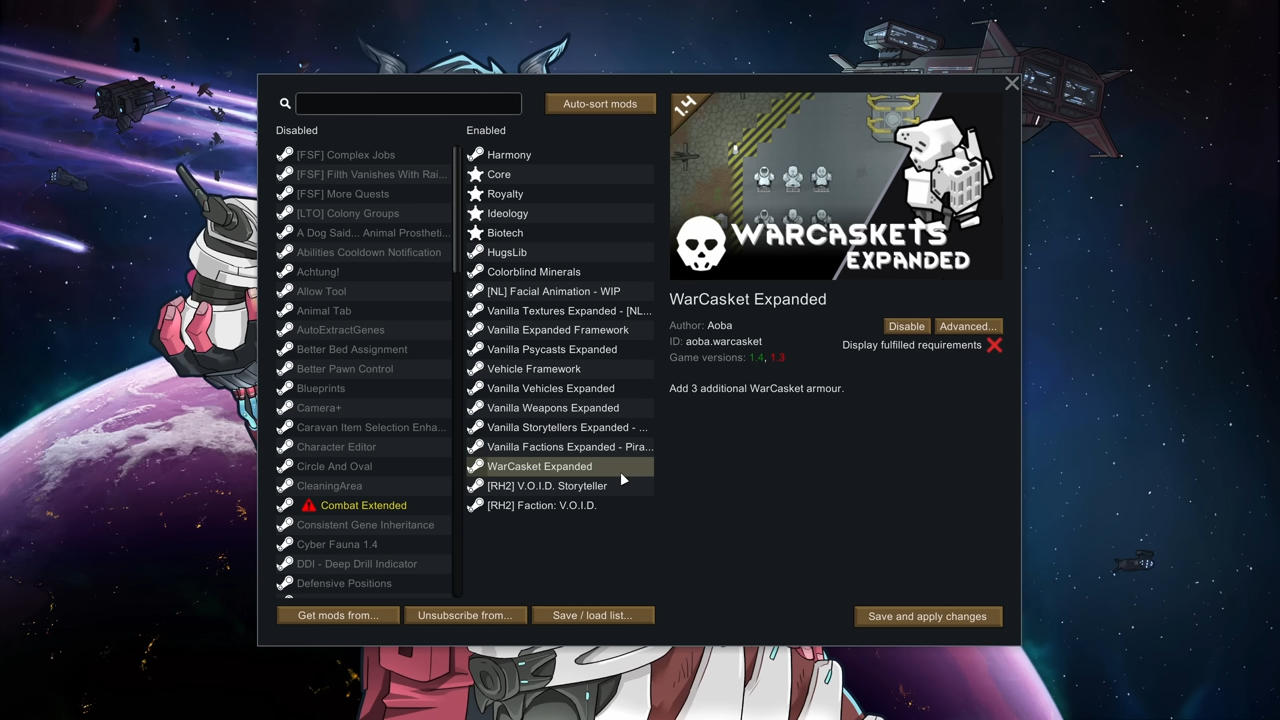 Auto-sort mods
Disabled
[FSF] Complex Jobs
[FSF] Filth Vanishes With Rai...
[FSF] More Quests
[LTO] Colony Groups
A Dog Said... Animal Prostheti...
Abilities Cooldown Notification
Achtung!
Allow Tool
Animal Tab
AutoExtractGenes
Better Bed Assignment
Better Pawn Control
Blueprints
Camera+
Caravan Item Selection Enha...
Character Editor
Circle And Oval
CleaningArea
Combat Extended
Consistent Gene Inheritance
Cyber Fauna 1.4
DDI - Deep Drill Indicator
Defensive Positions
Enabled
Harmony
Core
Royalty
Ideology
Biotech
HugsLib
Colorblind Minerals
[NL] Facial Animation - WIP
Vanilla Textures Expanded - [NL...
Vanilla Expanded Framework
Vanilla Psycasts Expanded
Vehicle Framework
Vanilla Vehicles Expanded
Vanilla Weapons Expanded
Vanilla Storytellers Expanded - ...
Vanilla Factions Expanded - Pira...
WarCasket Expanded
[RH2] V.O.I.D. Storyteller
[RH2] Faction: V.O.I.D.
Get mods from...
Unsubscribe from...
Save / load list...
1.4
WARCASKETS
EXPANDED
WarCasket Expanded
Author: Aoba
ID: aoba.warcasket
Game versions: 1.4, 1.3
Disable
Advanced...
Display fulfilled requirements
Add 3 additional WarCasket armour.
Save and apply changes